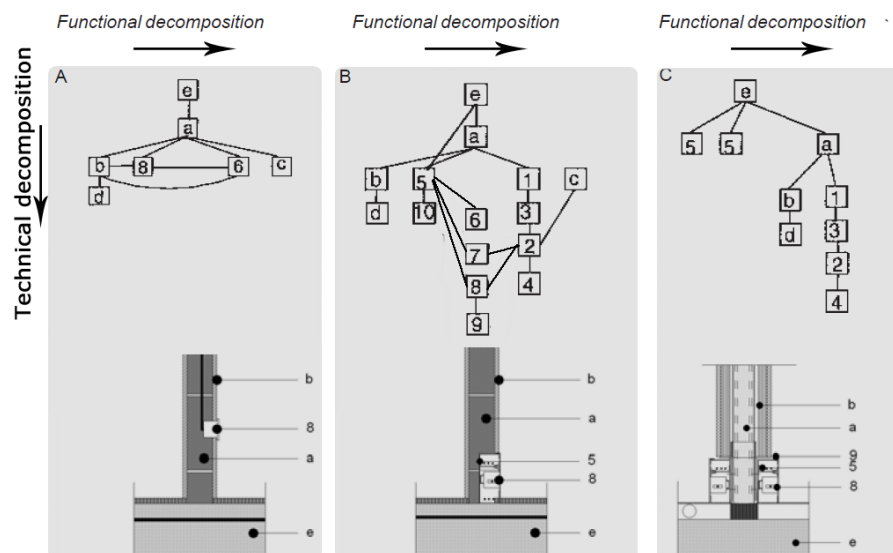 Functional decomposition
Functional decomposition
Functional decomposition
Technical decomposition
A
e
a
b
8
6
c
d
b
8
a
e
B
e
a
b
5
1
c
d
10
6
3
7
2
8
4
9
b
a
5
8
e
C
e
5
5
a
b
1
d
3
2
4
b
a
9
5
8
e